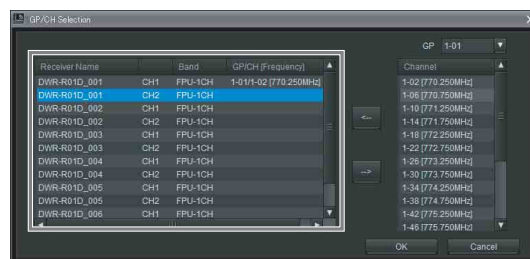 GP/CH Selection
GP 1-01
Receiver Name Band GP/CH [Frequency]
DWR-R01D_001 CH1 FPU-1CH 1-01/1-02 [770.250MHz]
DWR-R01D_001 CH2 FPU-1CH
DWR-R01D_002 CH1 FPU-1CH
DWR-R01D_002 CH2 FPU-1CH
DWR-R01D_003 CH1 FPU-1CH
DWR-R01D_003 CH2 FPU-1CH
DWR-R01D_004 CH1 FPU-1CH
DWR-R01D_004 CH2 FPU-1CH
DWR-R01D_005 CH1 FPU-1CH
DWR-R01D_005 CH2 FPU-1CH
DWR-R01D_006 CH1 FPU-1CH
<--
-->
Channel
1-02 [770.250MHz]
1-06 [770.750MHz]
1-10 [771.250MHz]
1-14 [771.750MHz]
1-18 [772.250MHz]
1-22 [772.750MHz]
1-26 [773.250MHz]
1-30 [773.750MHz]
1-34 [774.250MHz]
1-38 [774.750MHz]
1-42 [775.250MHz]
1-46 [775.750MHz]
OK Cancel